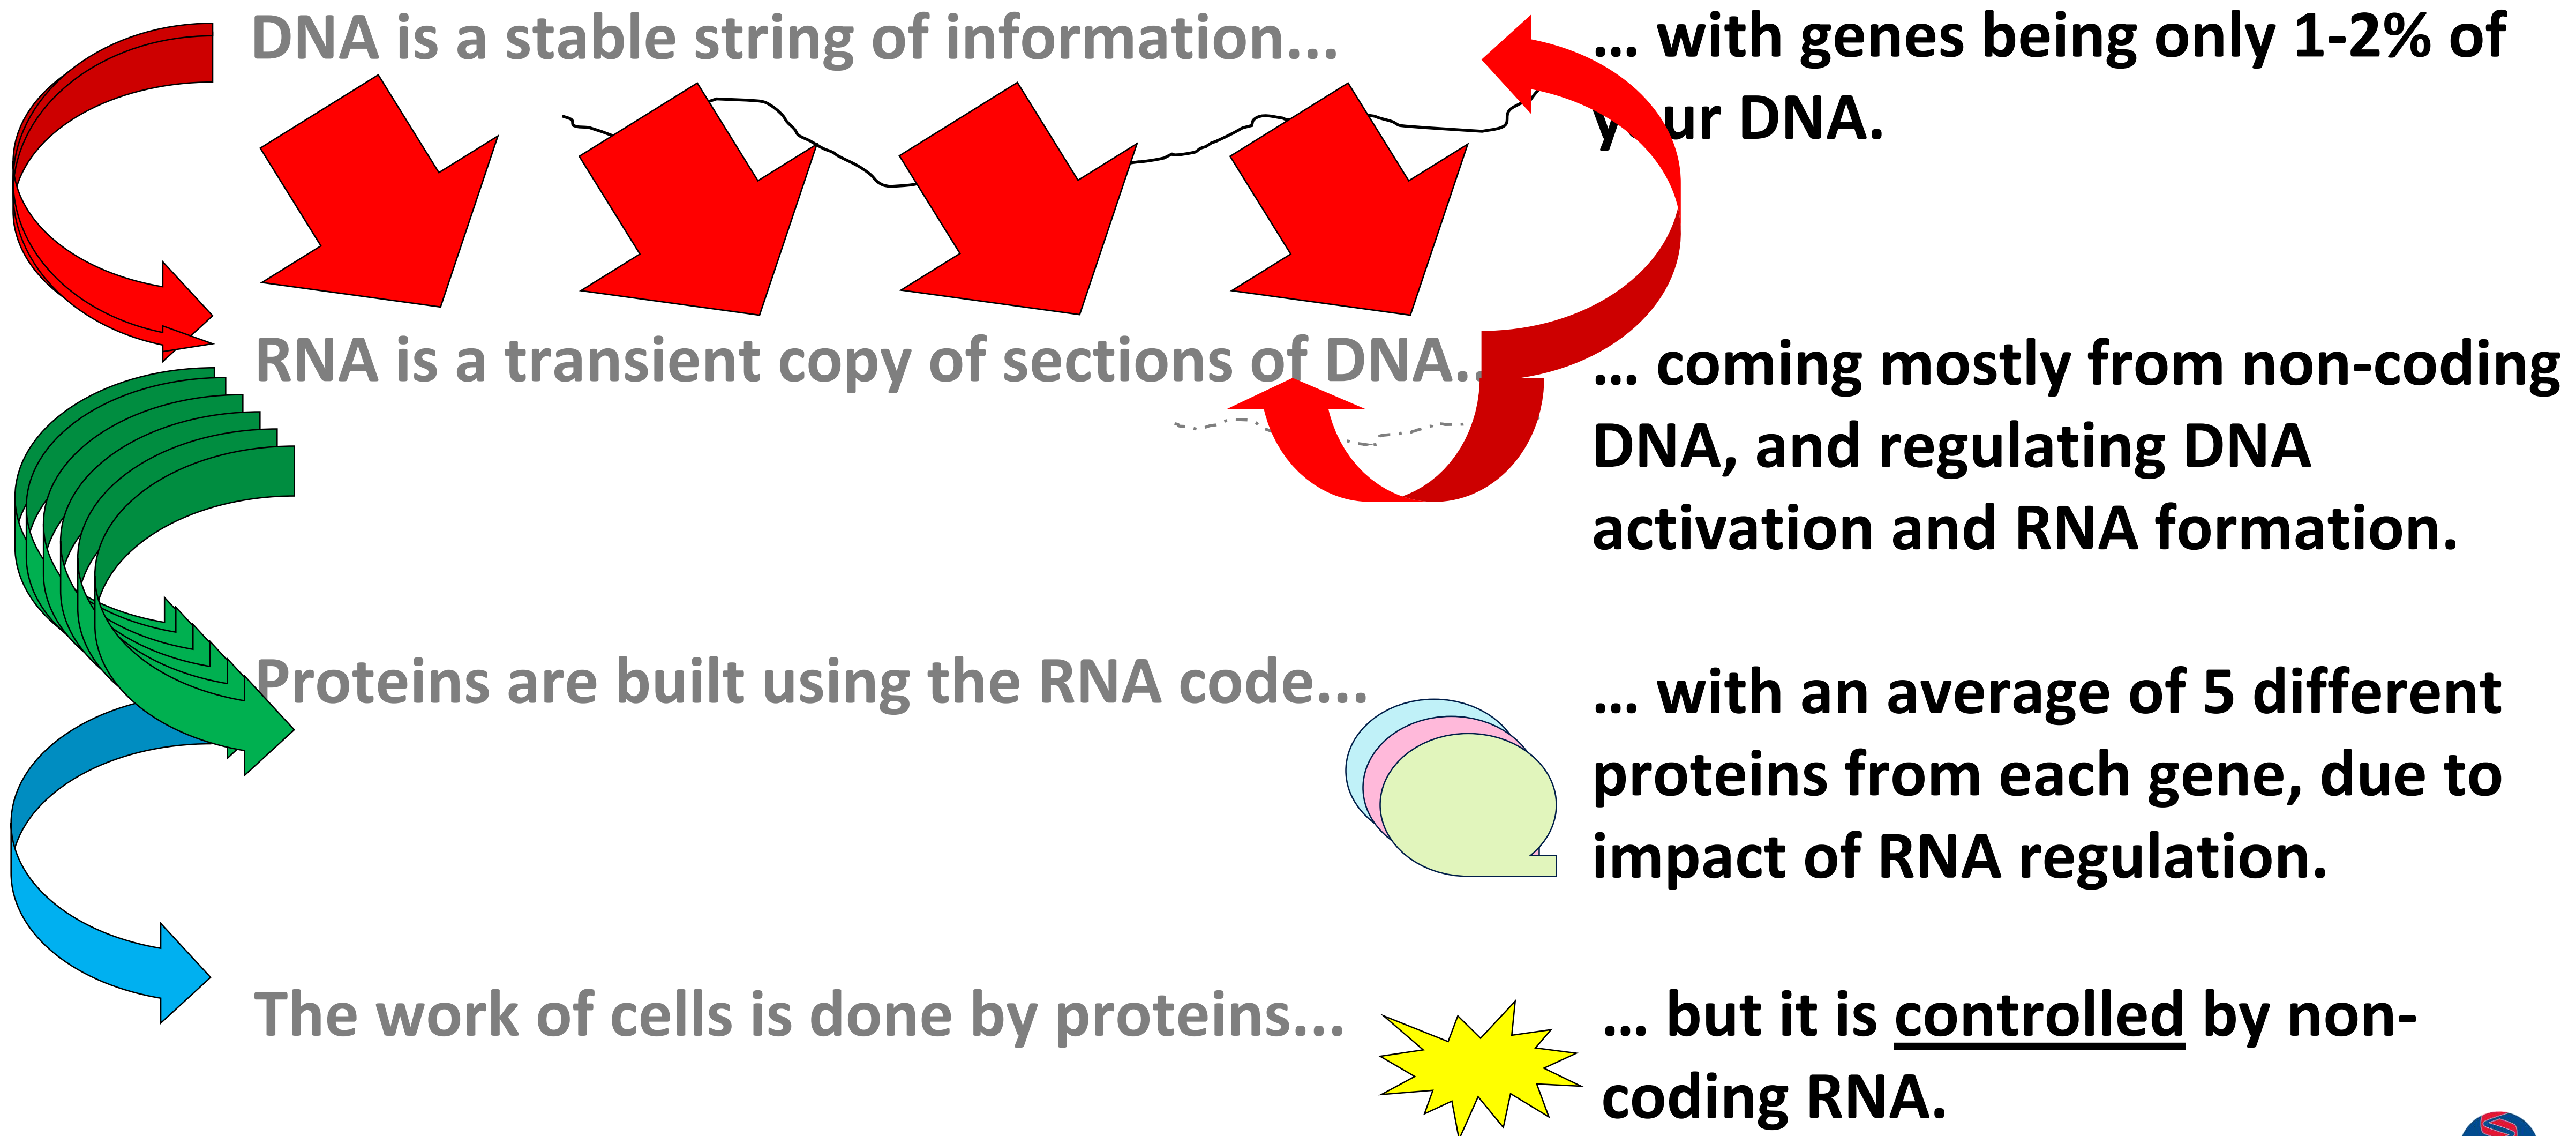 DNA is a stable string of information...
... with genes being only 1-2% of
your DNA.
RNA is a transient copy of sections of DNA..
... coming mostly from non-coding
DNA, and regulating DNA
activation and RNA formation.
Proteins are built using the RNA code...
... with an average of 5 different
proteins from each gene, due to
impact of RNA regulation.
The work of cells is done by proteins...
... but it is controlled by non-
coding RNA.